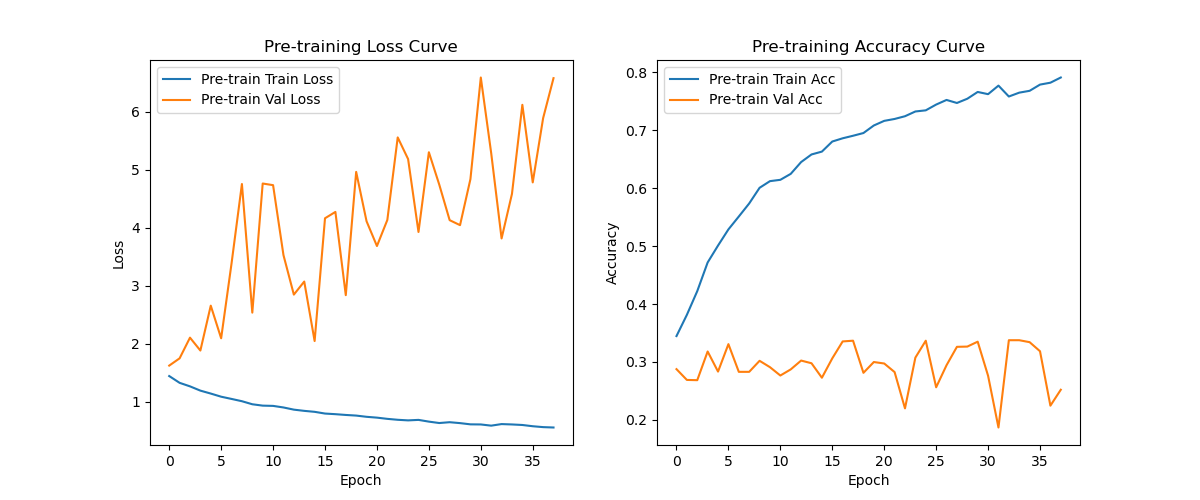 Pre-training Loss Curve
Pre-train Train Loss
Pre-train Val Loss
Loss
6
5
4
3
2
1
0 5 10 15 20 25 30 35
Epoch
Pre-training Accuracy Curve
Pre-train Train Acc
Pre-train Val Acc
Accuracy
0.8
0.7
0.6
0.5
0.4
0.3
0.2
0 5 10 15 20 25 30 35
Epoch